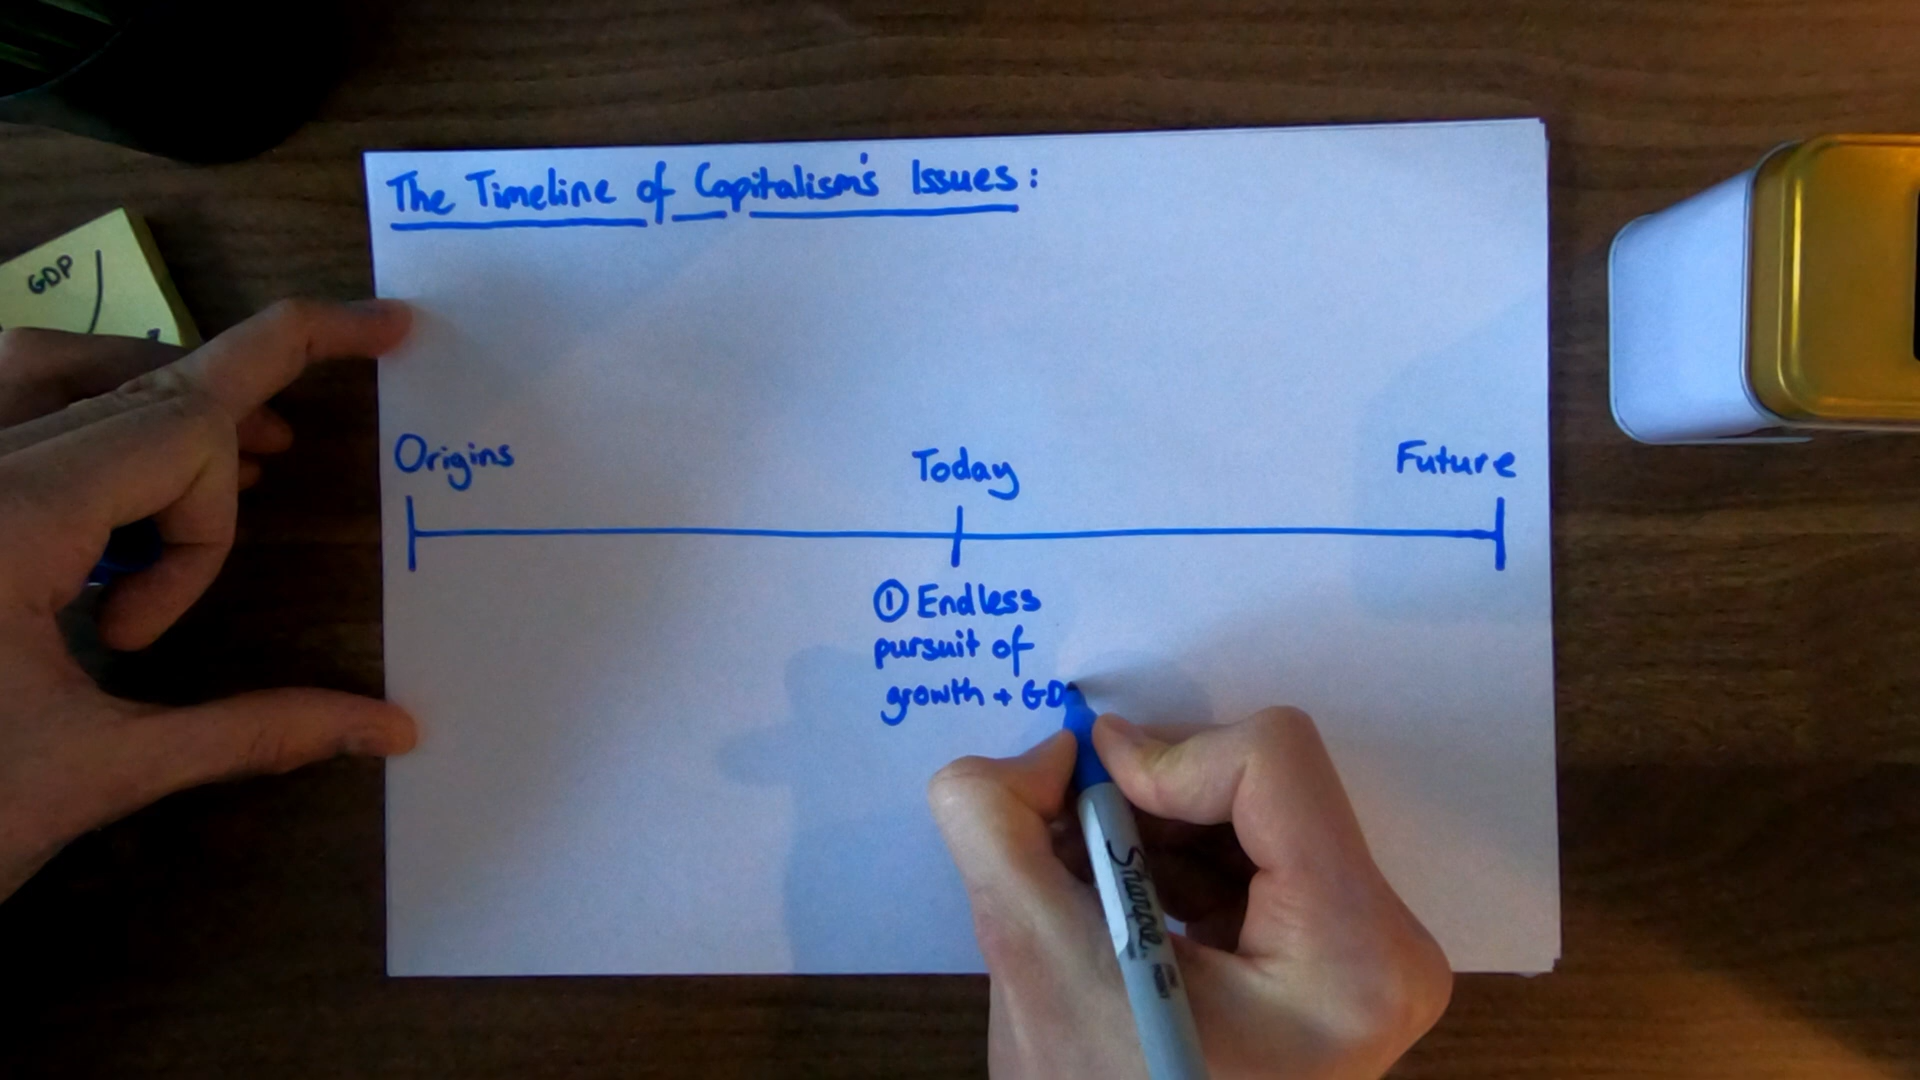 The Timeline of Capitalism's Issues:
GDP
Origins
Today
Future
① Endless
pursuit of
growth + GD
Sharpie